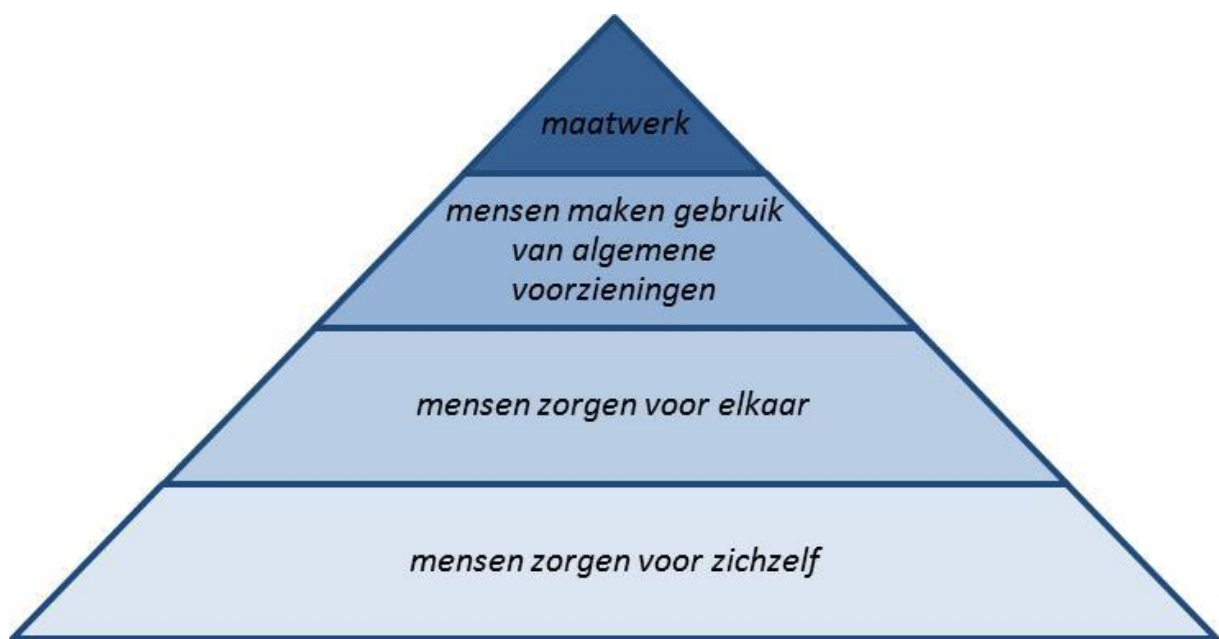 maatwerk
mensen maken gebruik
van algemene
voorzieningen
mensen zorgen voor elkaar
mensen zorgen voor zichzelf